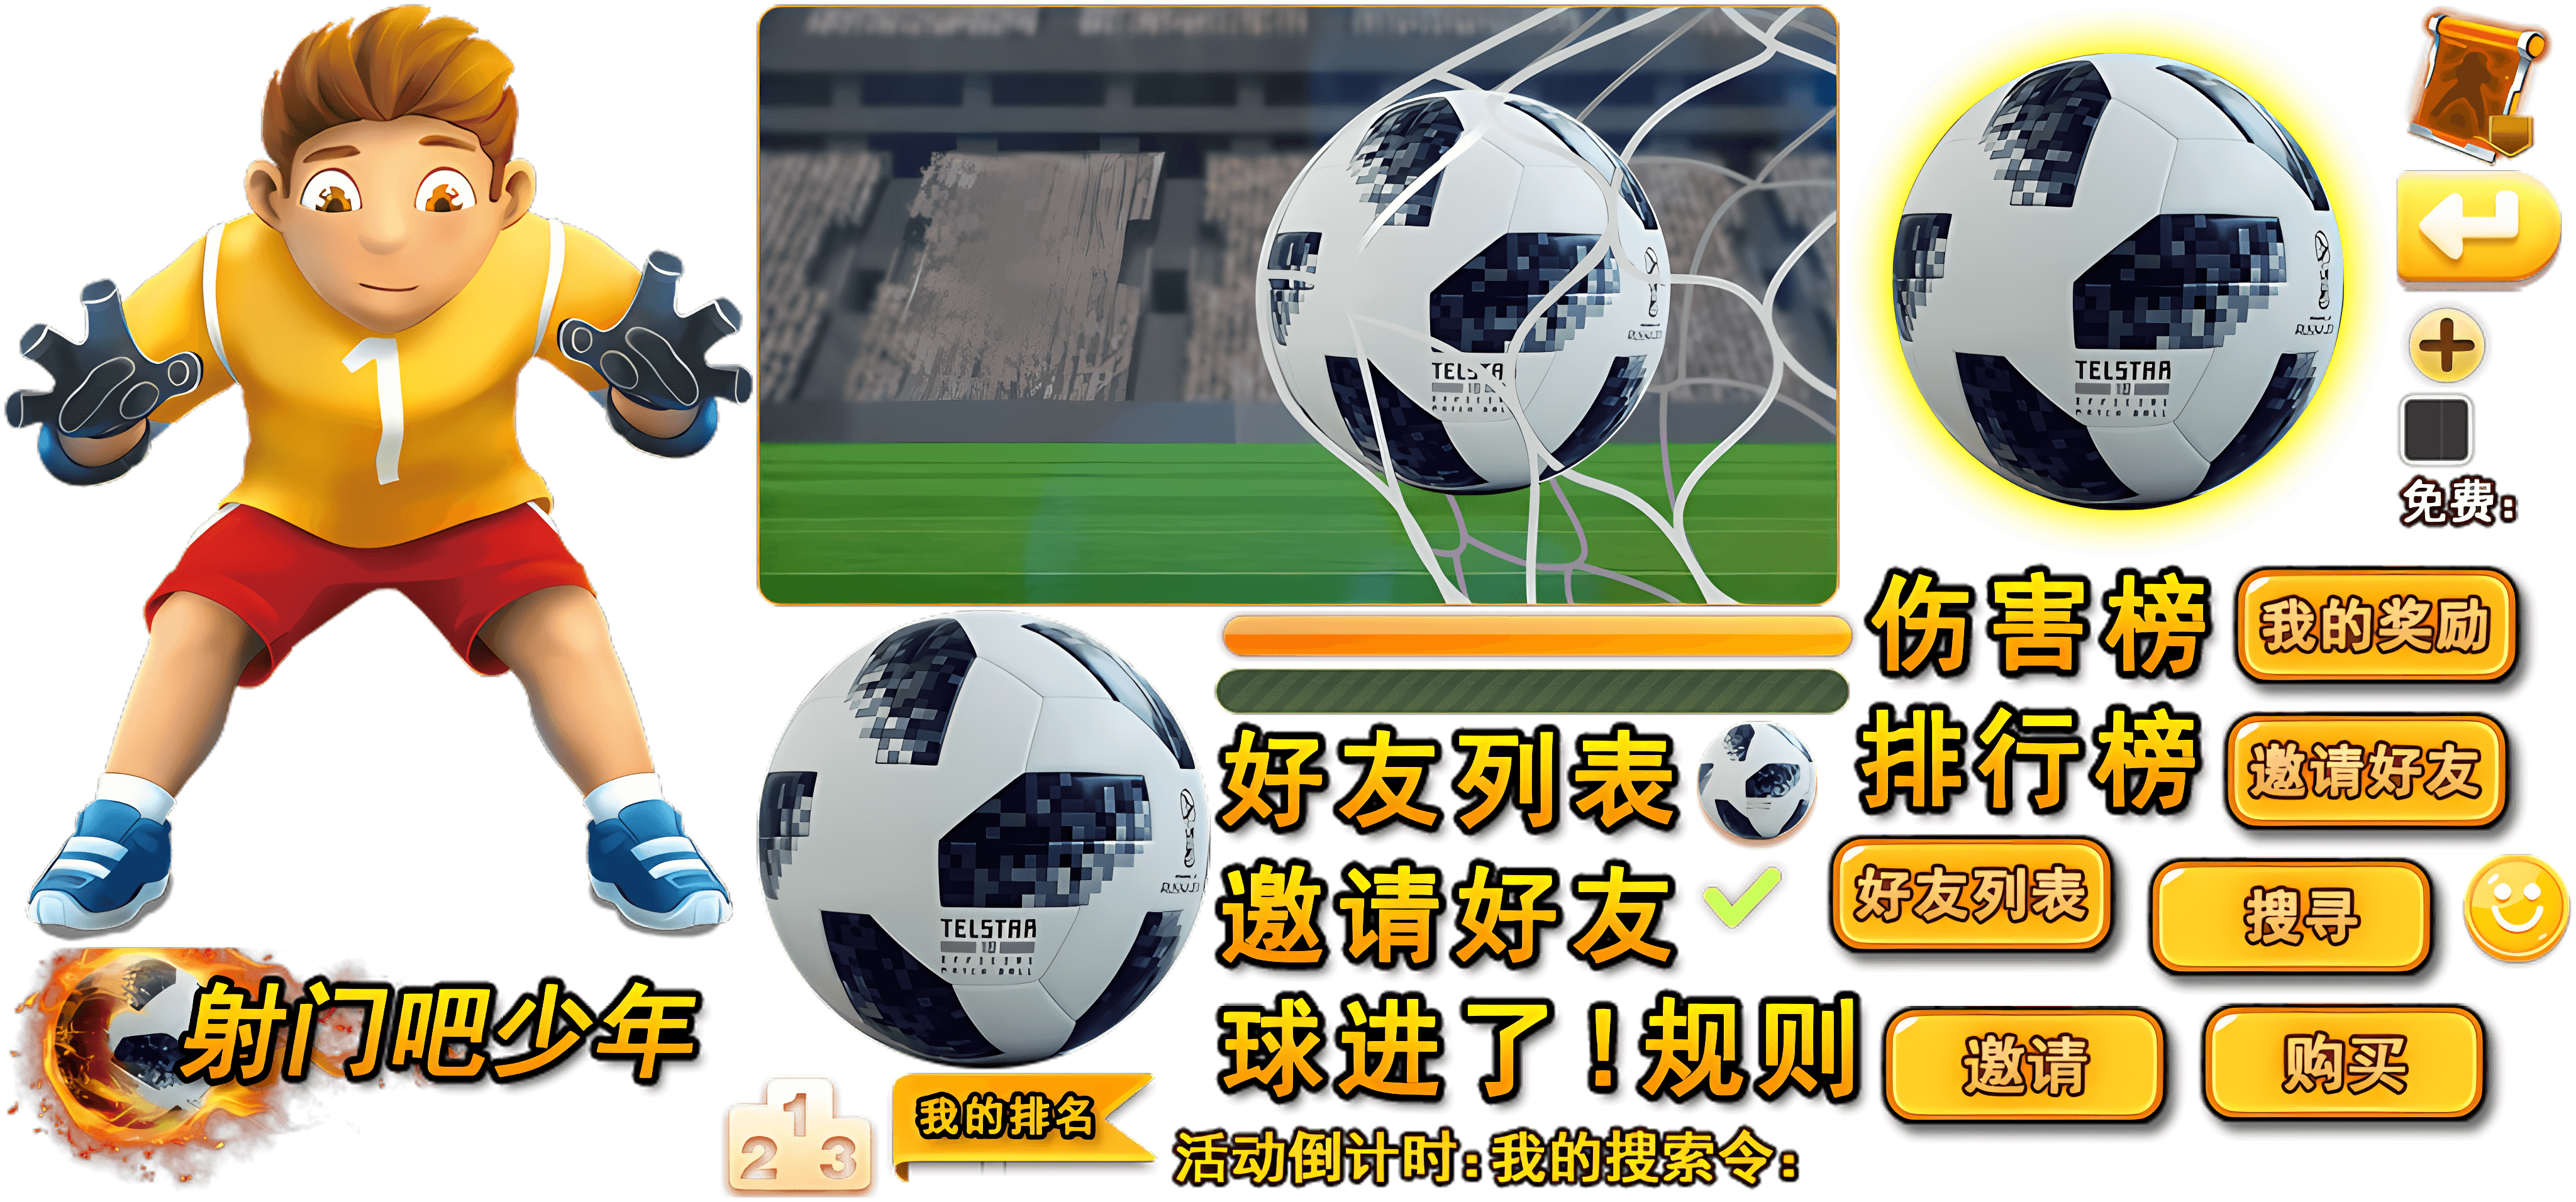 1
TELSTAR
免费:
伤害榜
我的奖励
排行榜
邀请好友
TELSTAR
好友列表
邀请好友
好友列表
搜寻
射门吧少年
球进了!规则
邀请
购买
1
2 3
我的排名
活动倒计时:我的搜索令: